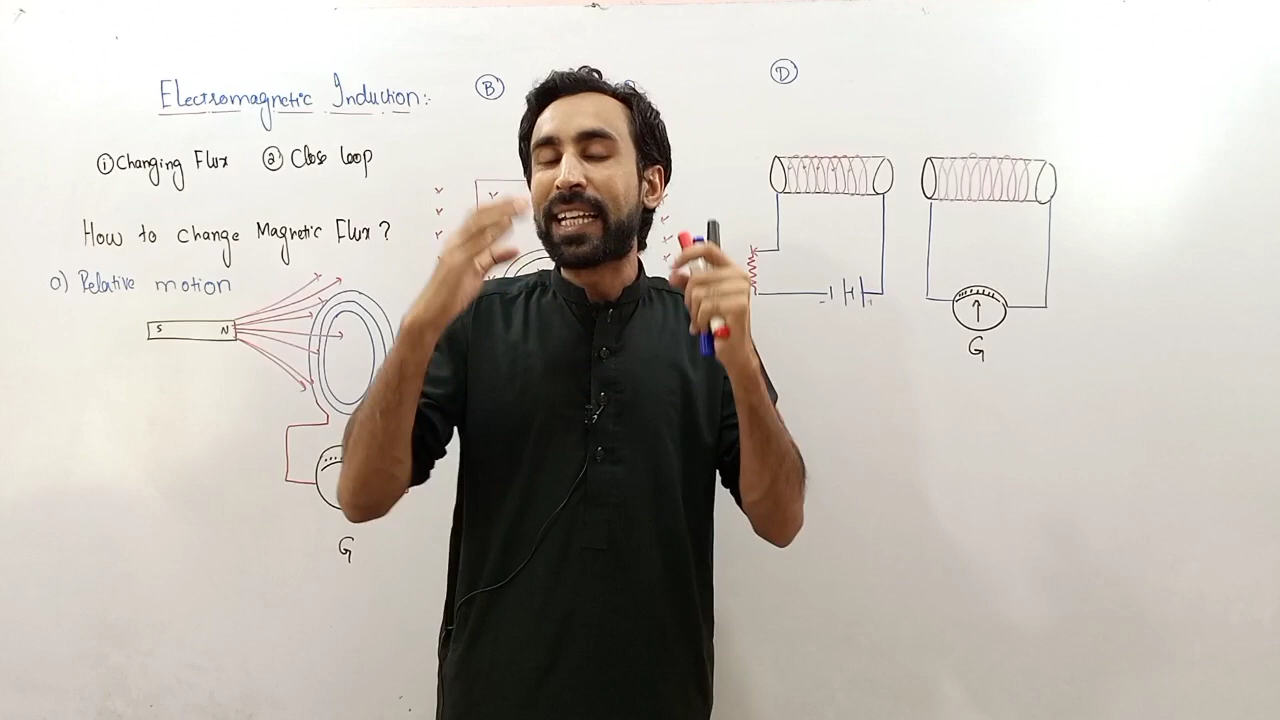 Electromagnetic Induction:-
① Changing Flux ② Close loop
How to change Magnetic Flux?
a) Relative motion
S N
G
B
D
- +
G